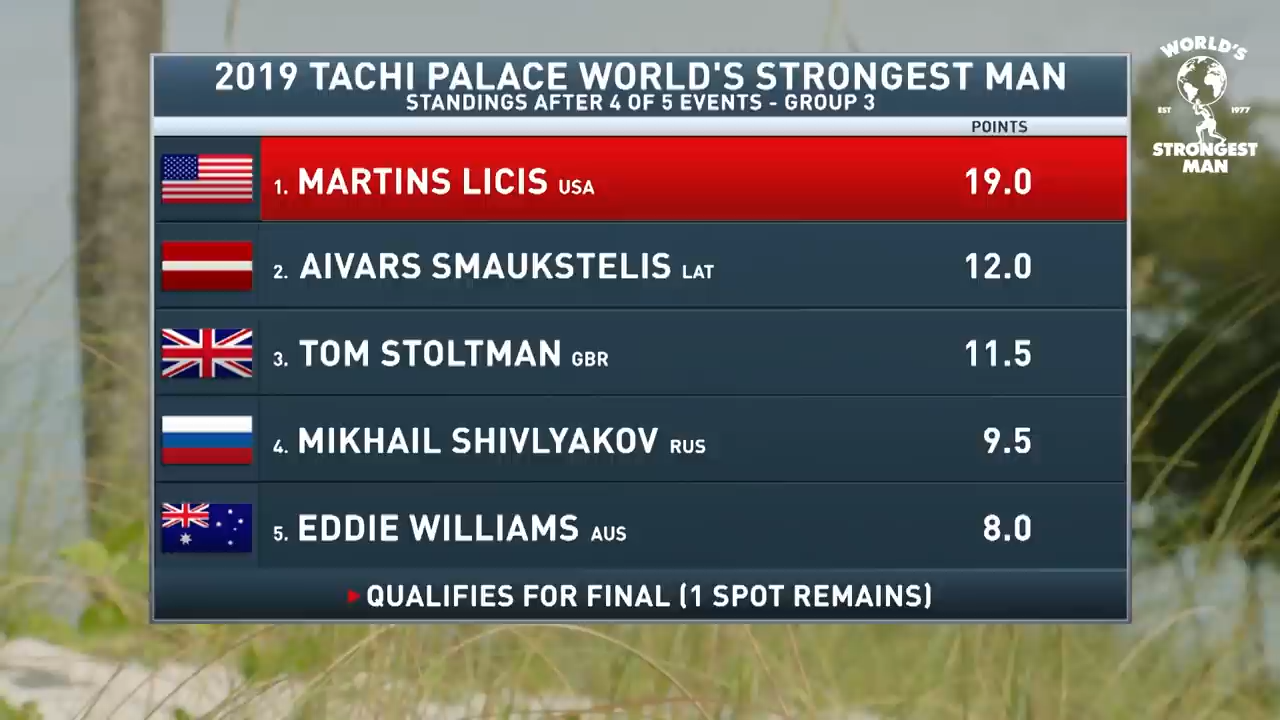 2019 TACHI PALACE WORLD'S STRONGEST MAN
STANDINGS AFTER 4 OF 5 EVENTS - GROUP 3
POINTS
1. MARTINS LICIS USA 19.0
2. AIVARS SMAUKSTELIS LAT 12.0
3. TOM STOLTMAN GBR 11.5
4. MIKHAIL SHIVLYAKOV RUS 9.5
5. EDDIE WILLIAMS AUS 8.0
QUALIFIES FOR FINAL (1 SPOT REMAINS)
WORLD'S
EST 1977
STRONGEST
MAN